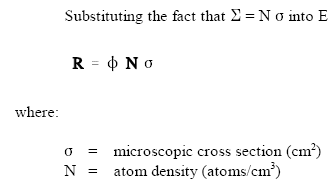 Substituting the fact that Σ = N σ into E
R = ϕ N σ
where:
σ = microscopic cross section (cm²)
N = atom density (atoms/cm³)